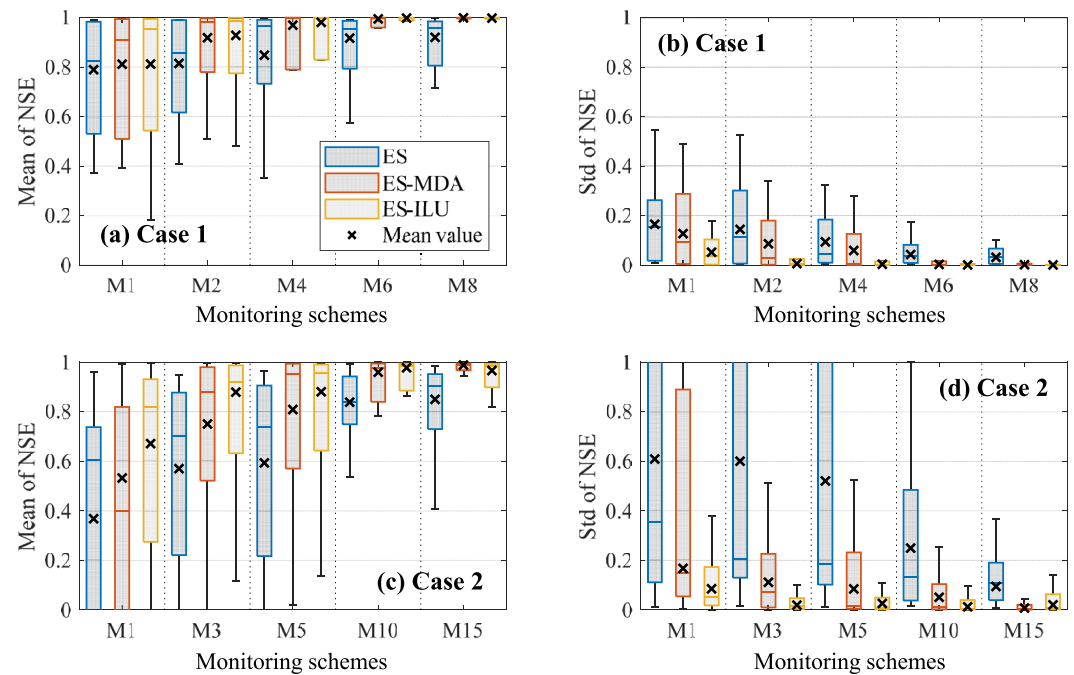 1
0.8
0.6
0.4
0.2
0
Mean of NSE
(a) Case 1
ES
ES-MDA
ES-ILU
Mean value
M1
M2
M4
M6
M8
Monitoring schemes
1
0.8
0.6
0.4
0.2
0
Std of NSE
(b) Case 1
M1
M2
M4
M6
M8
Monitoring schemes
1
0.8
0.6
0.4
0.2
0
Mean of NSE
(c) Case 2
M1
M3
M5
M10
M15
Monitoring schemes
1
0.8
0.6
0.4
0.2
0
Std of NSE
(d) Case 2
M1
M3
M5
M10
M15
Monitoring schemes